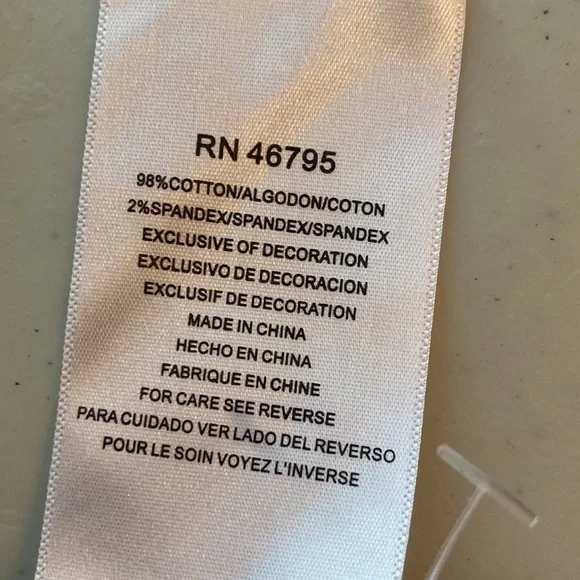 RN 46795
98%COTTON/ALGODON/COTON
2%SPANDEX/SPANDEX/SPANDEX
EXCLUSIVE OF DECORATION
EXCLUSIVO DE DECORACION
EXCLUSIF DE DECORATION
MADE IN CHINA
HECHO EN CHINA
FABRIQUE EN CHINE
FOR CARE SEE REVERSE
PARA CUIDADO VER LADO DEL REVERSO
POUR LE SOIN VOYEZ L'INVERSE